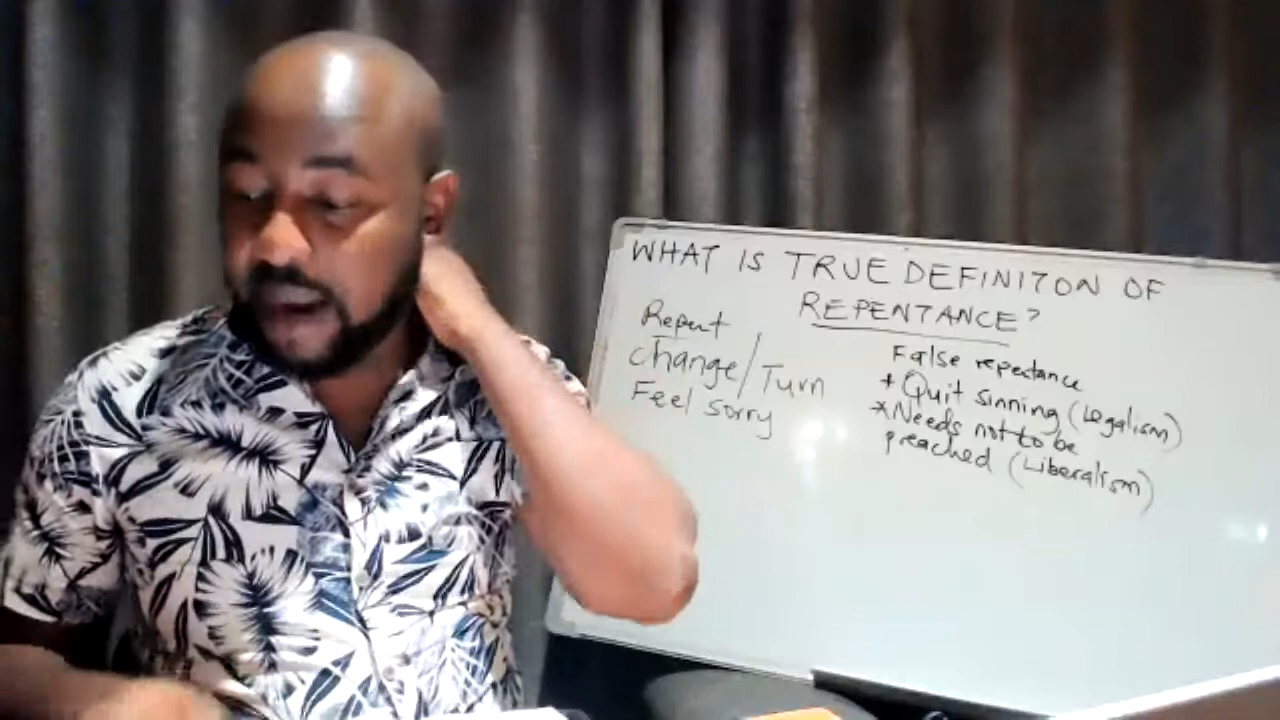 WHAT IS TRUE DEFINITON OF
REPENTANCE?
Repent
Change/Turn
Feel sorry
False repentance
* Quit sinning (Legalism)
* Needs not to be
preached (Liberalism)